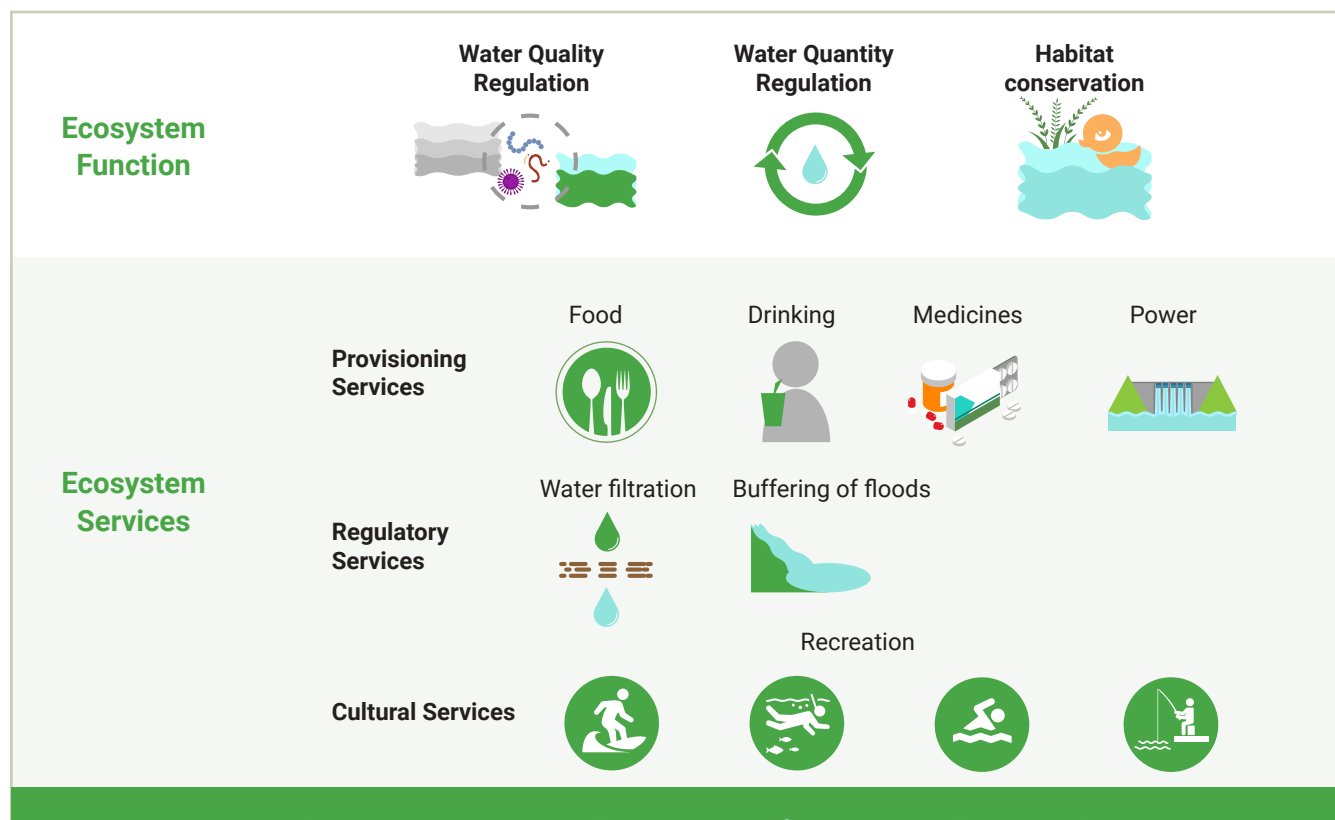 Water Quality
Regulation
Water Quantity
Regulation
Habitat
conservation
Ecosystem
Function
Food
Drinking
Medicines
Power
Provisioning
Services
Ecosystem
Services
Water filtration
Buffering of floods
Regulatory
Services
Recreation
Cultural Services